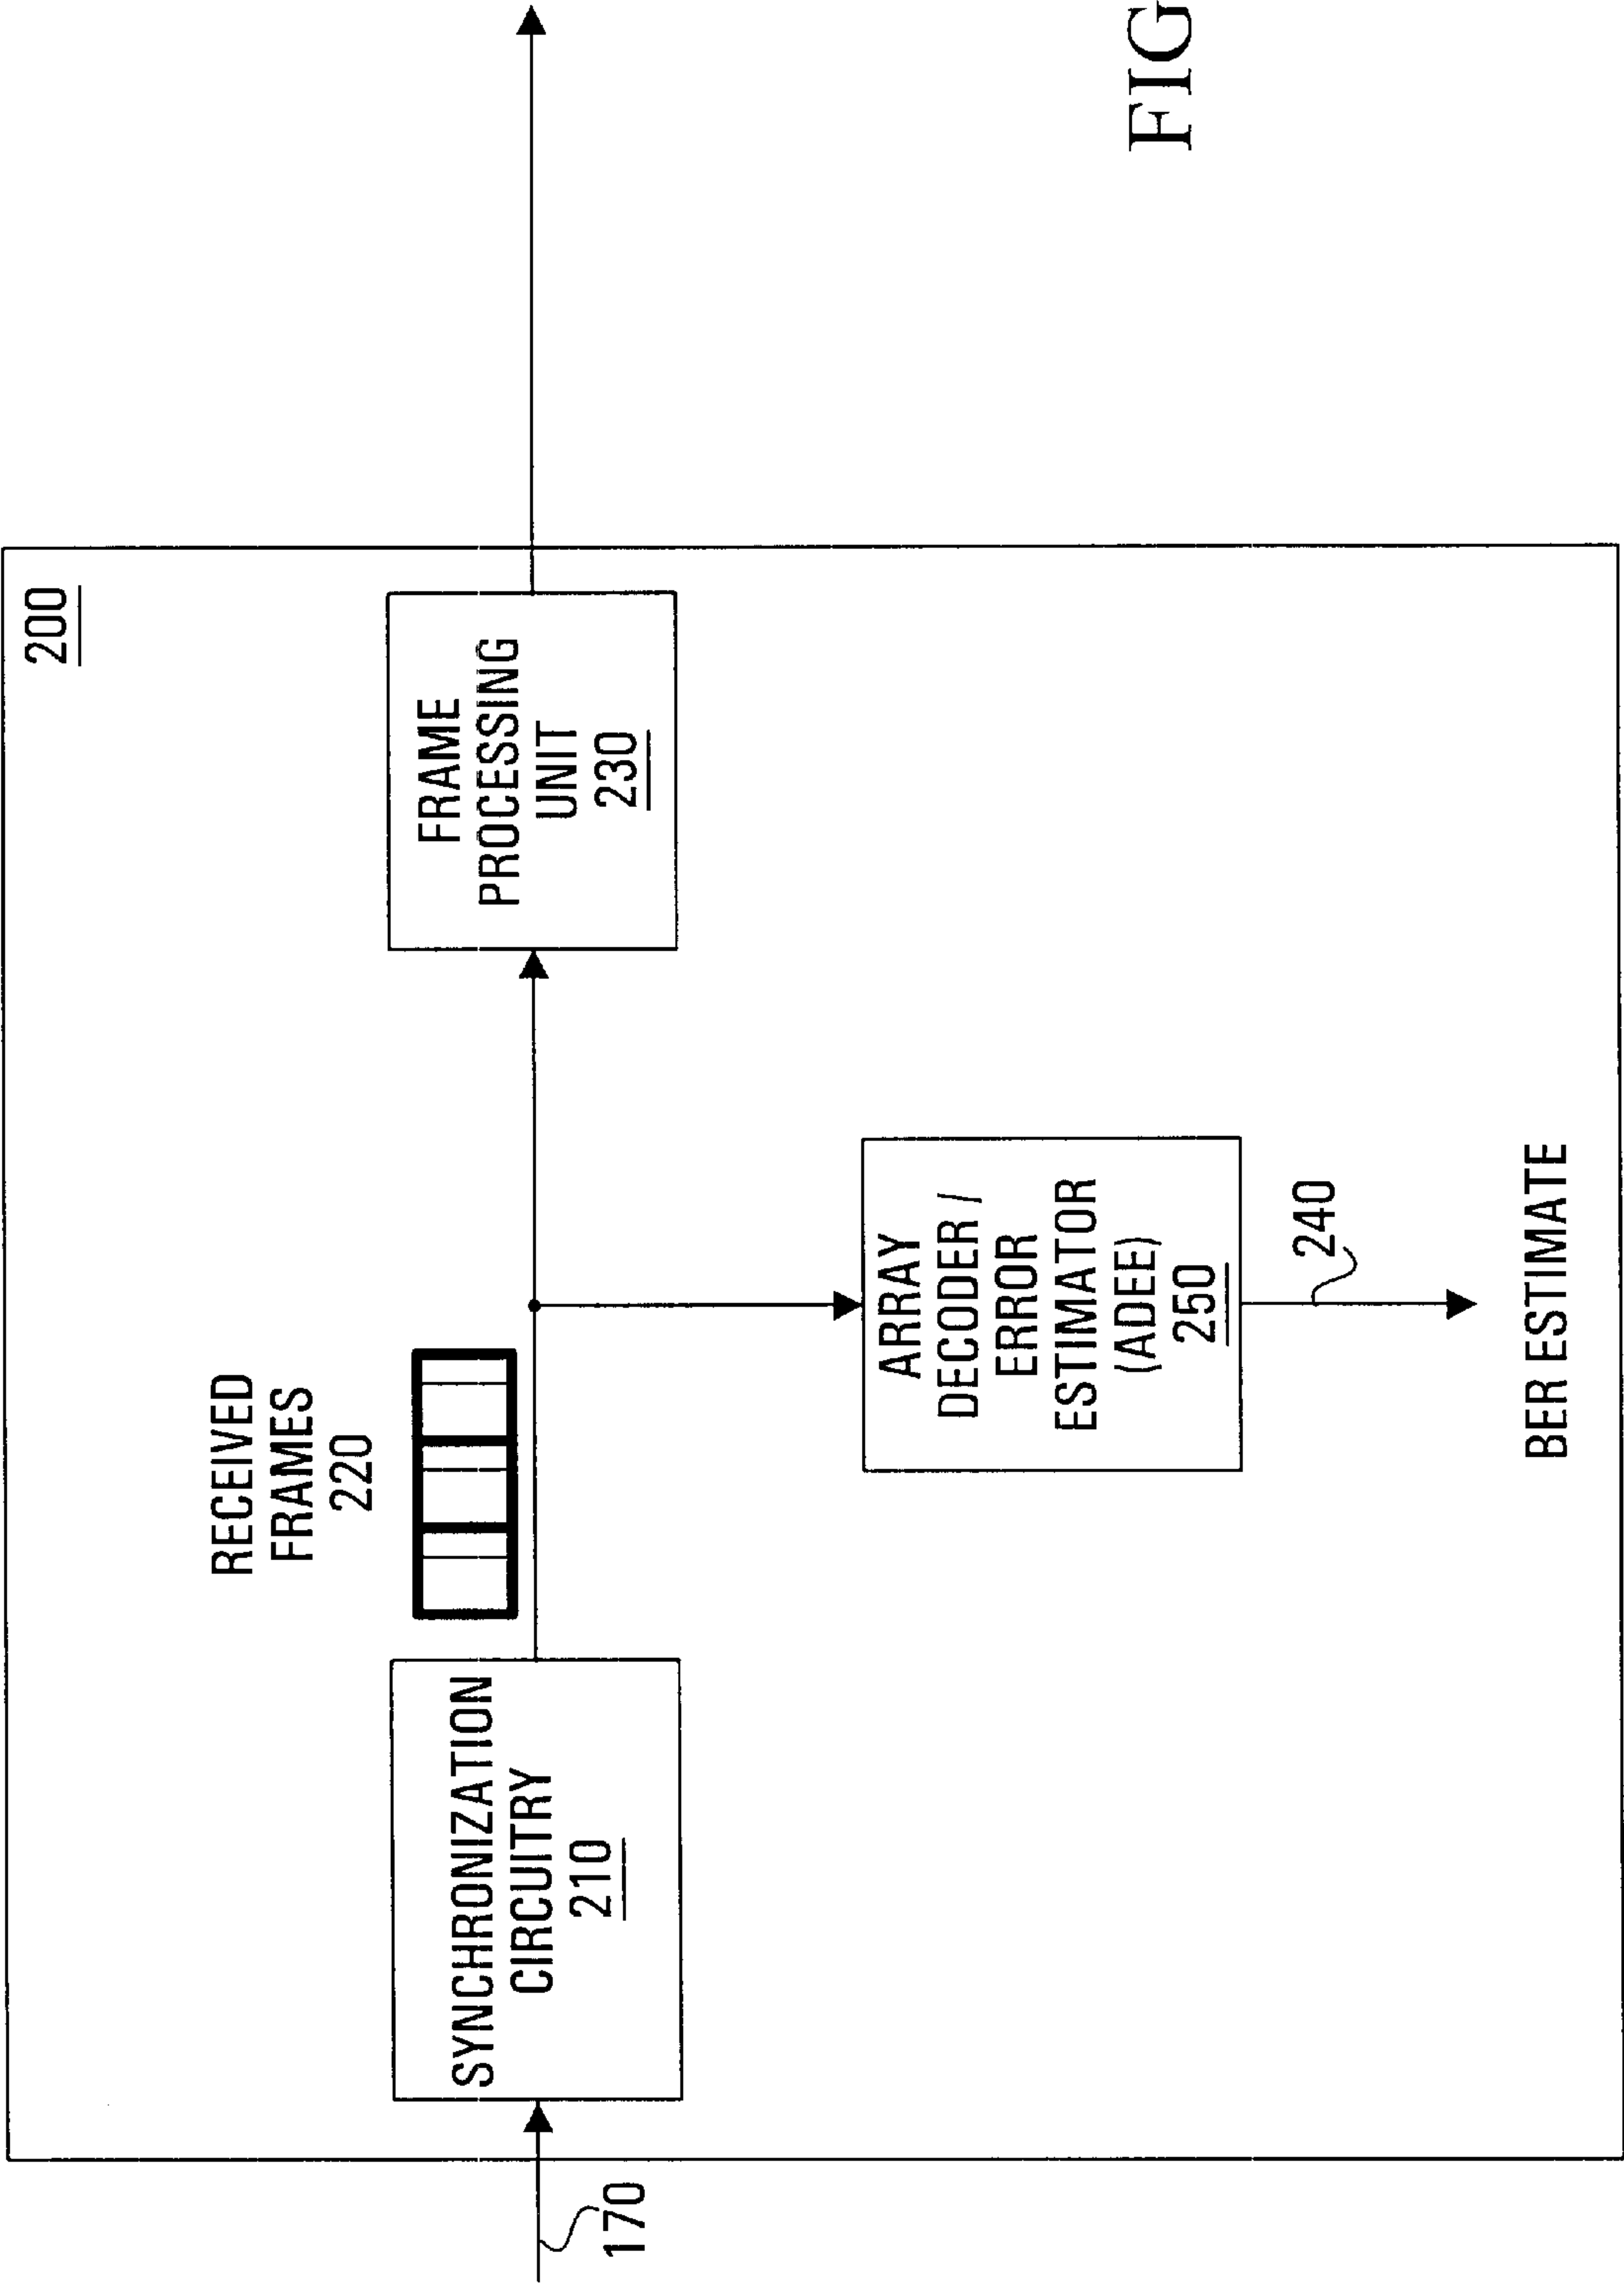 200
RECEIVED
FRAMES
220
SYNCHRONIZATION
CIRCUITRY
210
FRAME
PROCESSING
UNIT
230
170
ARRAY
DECODER /
ERROR
ESTIMATOR
(ADEE)
250
240
BER ESTIMATE
FIG